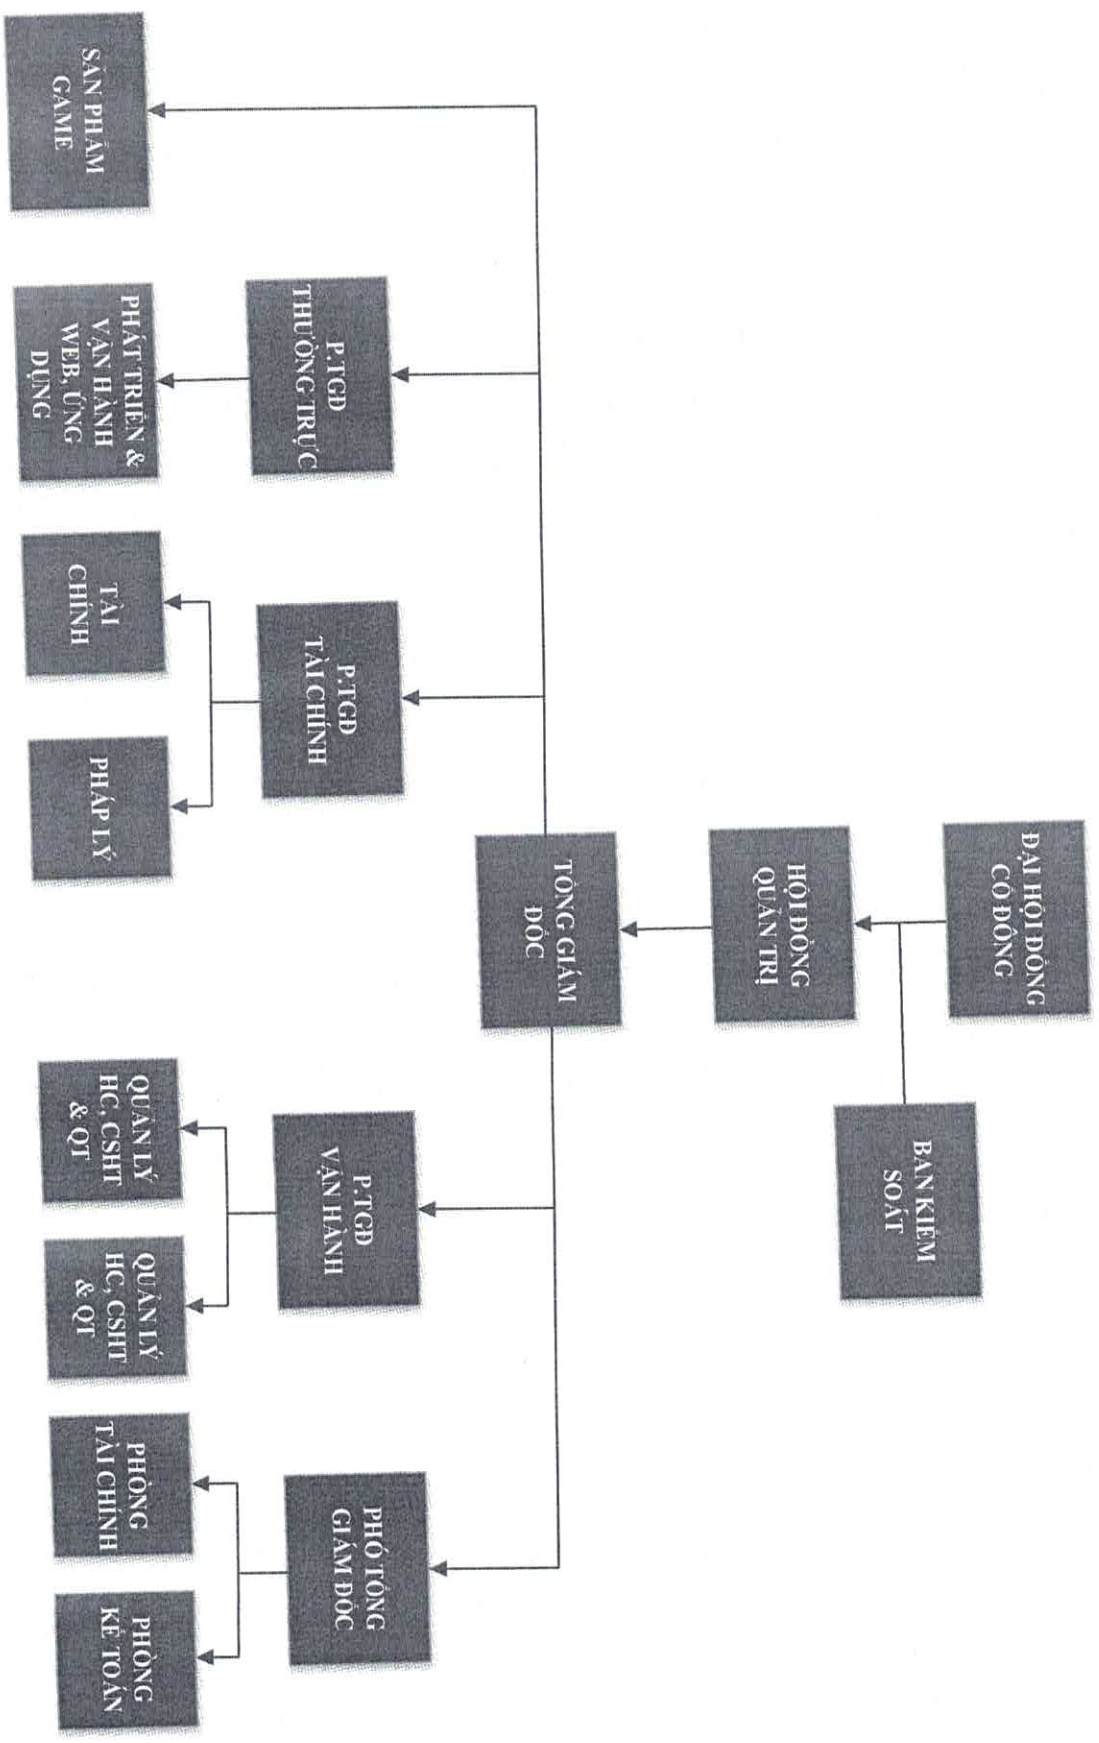 ĐẠI HỘI ĐỒNG
CỔ ĐÔNG
BAN KIỂM
SOÁT
HỘI ĐỒNG
QUẢN TRỊ
TỔNG GIÁM
ĐỐC
P.TGĐ
THƯỜNG TRỰC
P.TGĐ
TÀI CHÍNH
P.TGĐ
VẬN HÀNH
PHÓ TỔNG
GIÁM ĐỐC
SẢN PHẨM
GAME
PHÁT TRIỂN &
VẬN HÀNH
WEB, ỨNG
DỤNG
TÀI
CHÍNH
PHÁP LÝ
QUẢN LÝ
HC, CSHT
& QT
QUẢN LÝ
HC, CSHT
& QT
PHÒNG
TÀI CHÍNH
PHÒNG
KẾ TOÁN